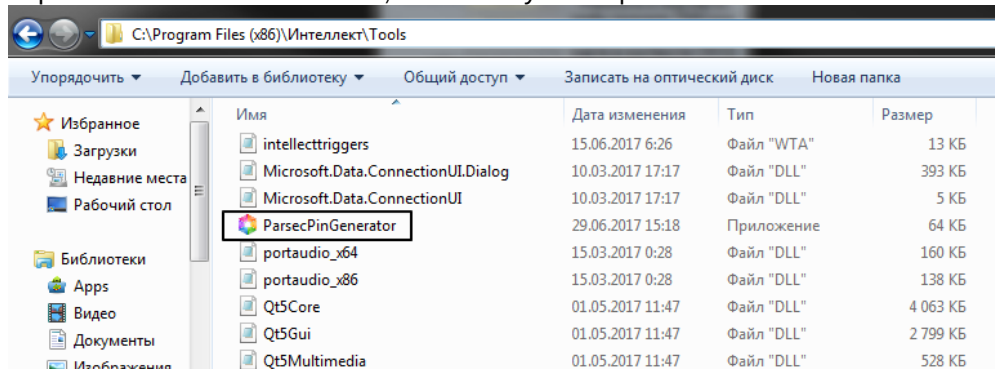 C:\Program Files (x86)\Интеллект\Tools
Упорядочить Добавить в библиотеку Общий доступ Записать на оптический диск Новая папка
Избранное
Загрузки
Недавние места
Рабочий стол
Библиотеки
Apps
Видео
Документы
Изображения
Имя Дата изменения Тип Размер
intellecttriggers 15.06.2017 6:26 Файл "WTA" 13 КБ
Microsoft.Data.ConnectionUI.Dialog 10.03.2017 17:17 Файл "DLL" 393 КБ
Microsoft.Data.ConnectionUI 10.03.2017 17:17 Файл "DLL" 5 КБ
ParsecPinGenerator 29.06.2017 15:18 Приложение 64 КБ
portaudio_x64 15.03.2017 0:28 Файл "DLL" 160 КБ
portaudio_x86 15.03.2017 0:28 Файл "DLL" 138 КБ
Qt5Core 01.05.2017 11:47 Файл "DLL" 4 063 КБ
Qt5Gui 01.05.2017 11:47 Файл "DLL" 2 799 КБ
Qt5Multimedia 01.05.2017 11:47 Файл "DLL" 528 КБ